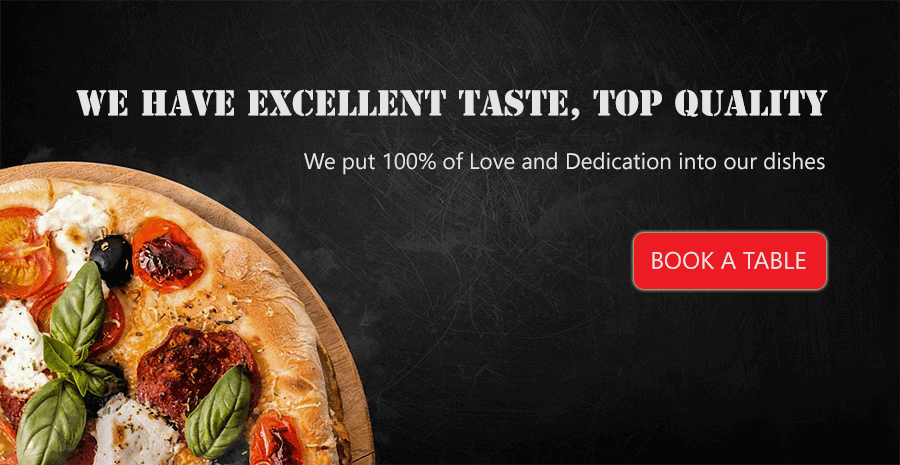 WE HAVE EXCELLENT TASTE, TOP QUALITY
We put 100% of Love and Dedication into our dishes
BOOK A TABLE